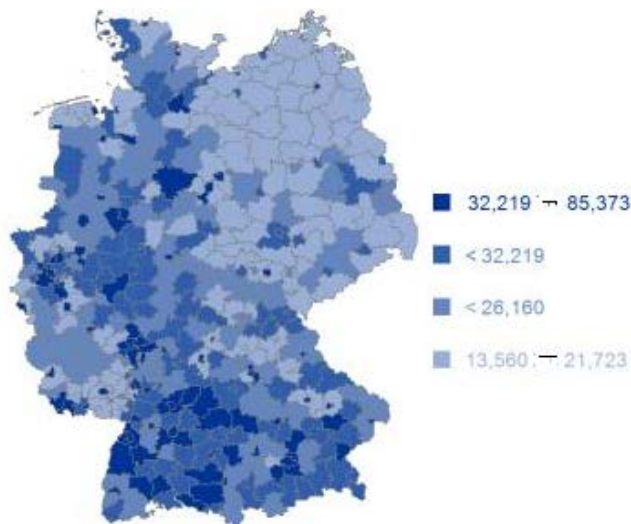 32,219 – 85,373
< 32,219
< 26,160
13,560 – 21,723